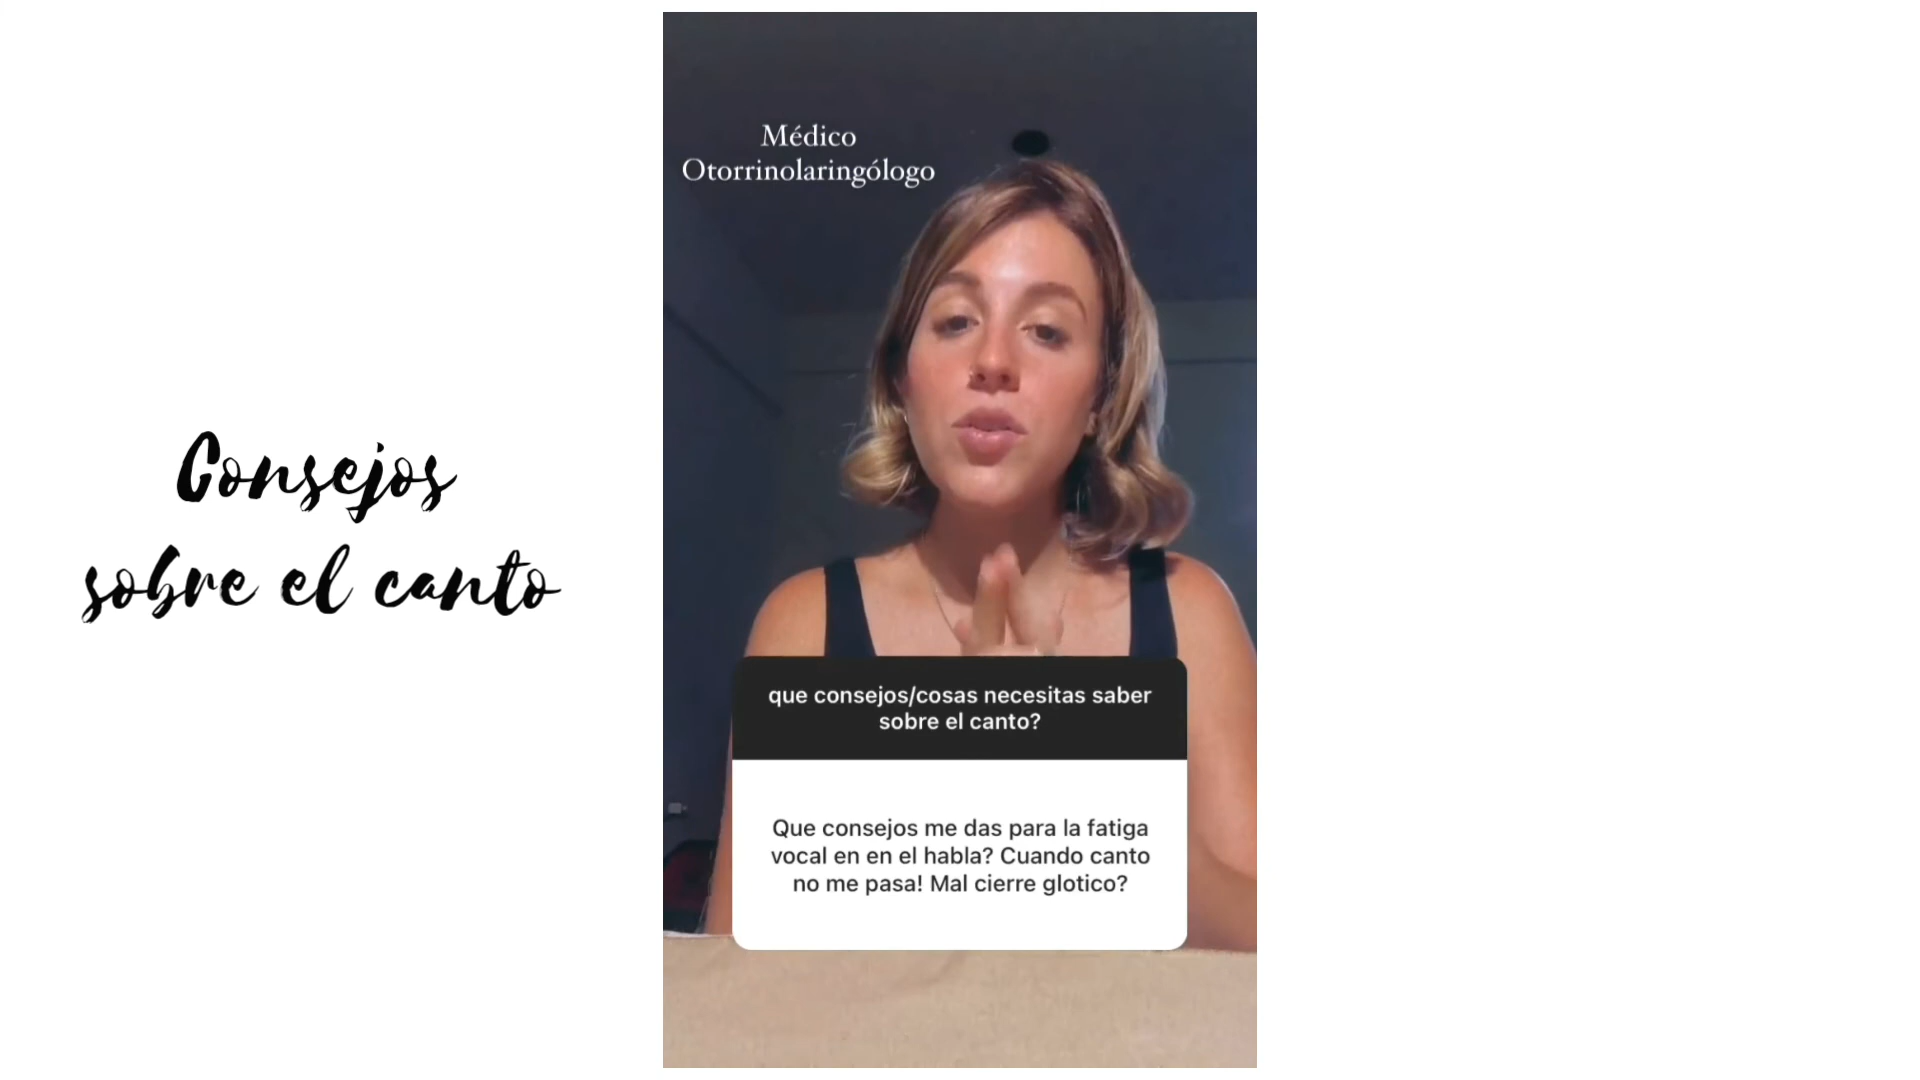 Consejos
sobre el canto
Médico
Otorrinolaringólogo
que consejos/cosas necesitas saber
sobre el canto?
Que consejos me das para la fatiga
vocal en en el habla? Cuando canto
no me pasa! Mal cierre glotico?